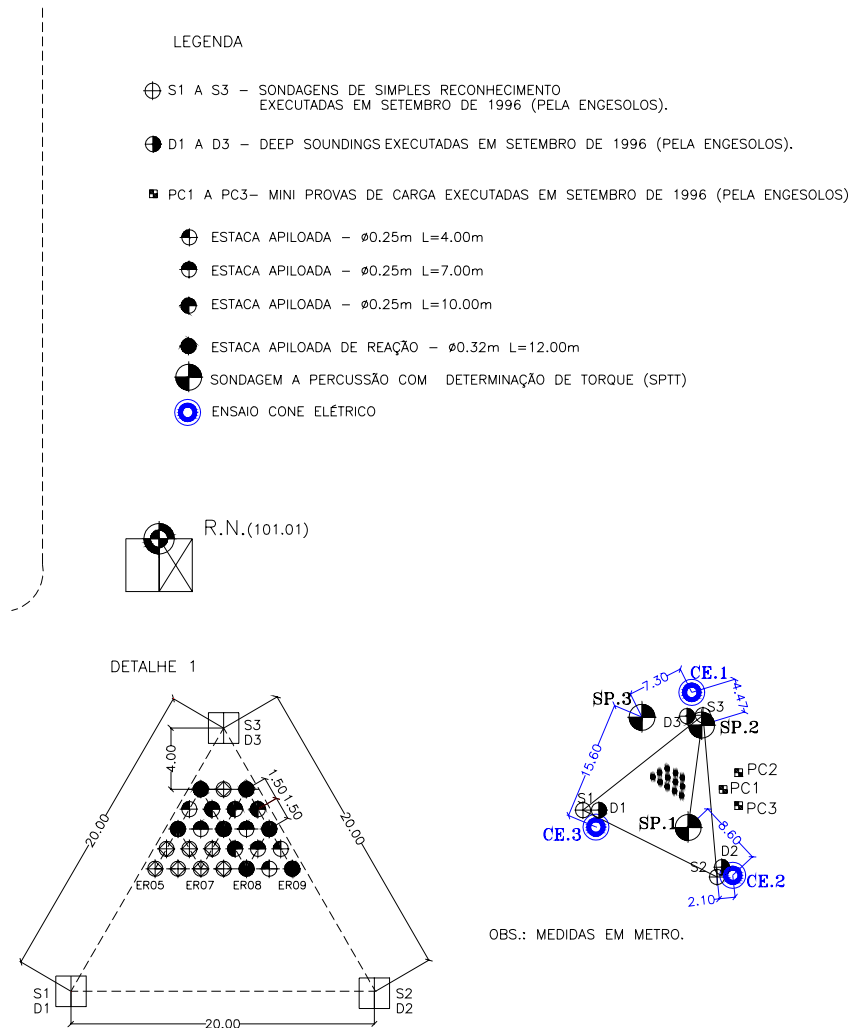 LEGENDA
S1 A S3 – SONDAGENS DE SIMPLES RECONHECIMENTO
EXECUTADAS EM SETEMBRO DE 1996 (PELA ENGESOLOS).
D1 A D3 – DEEP SOUNDINGS EXECUTADAS EM SETEMBRO DE 1996 (PELA ENGESOLOS).
PC1 A PC3– MINI PROVAS DE CARGA EXECUTADAS EM SETEMBRO DE 1996 (PELA ENGESOLOS)
ESTACA APILOADA – ø0.25m L=4.00m
ESTACA APILOADA – ø0.25m L=7.00m
ESTACA APILOADA – ø0.25m L=10.00m
ESTACA APILOADA DE REAÇÃO – ø0.32m L=12.00m
SONDAGEM A PERCUSSÃO COM DETERMINAÇÃO DE TORQUE (SPTT)
ENSAIO CONE ELÉTRICO
R.N.(101.01)
DETALHE 1
S3
D3
4.00
1.50
1.50
20.00
20.00
ER05 ER07 ER08 ER09
S1
D1
S2
D2
20.00
7.30
CE.1
4.47
SP.3
D3
S3
SP.2
15.60
PC2
PC1
PC3
S1
D1
CE.3
SP.1
8.60
D2
S2
CE.2
2.10
OBS.: MEDIDAS EM METRO.